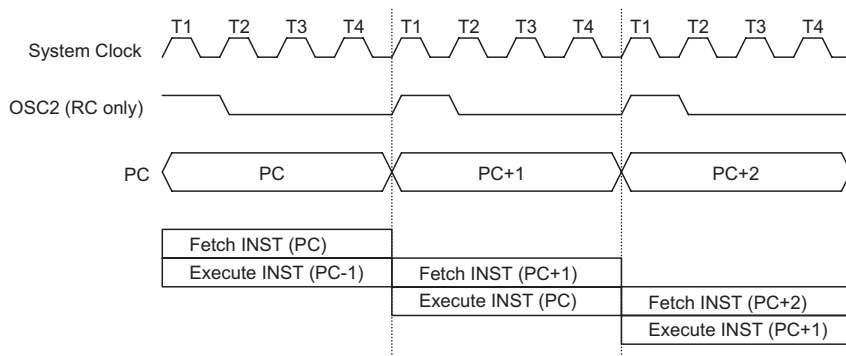 T1 T2 T3 T4 T1 T2 T3 T4 T1 T2 T3 T4
System Clock
OSC2 (RC only)
PC PC PC+1 PC+2
Fetch INST (PC)
Execute INST (PC-1) Fetch INST (PC+1)
Execute INST (PC) Fetch INST (PC+2)
Execute INST (PC+1)